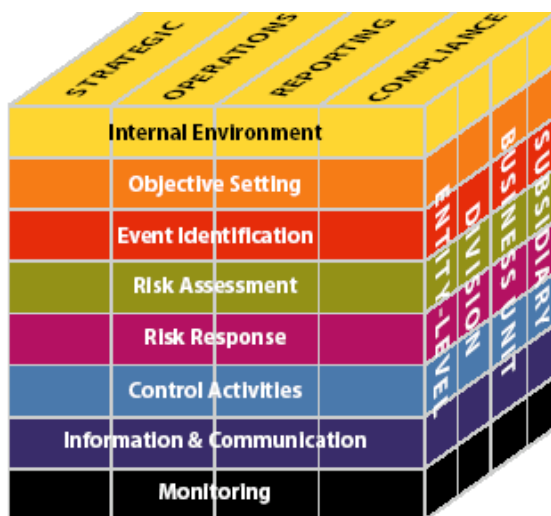 STRATEGIC
OPERATIONS
REPORTING
COMPLIANCE
Internal Environment
Objective Setting
Event Identification
Risk Assessment
Risk Response
Control Activities
Information & Communication
Monitoring
ENTITY-LEVEL
DIVISION
BUSINESS UNIT
SUBSIDIARY